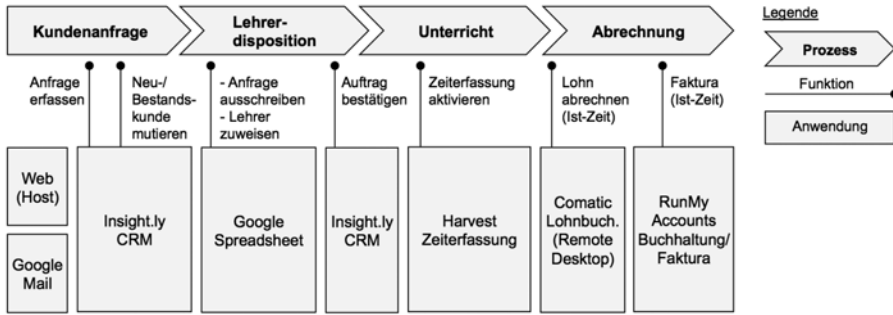 Kundenanfrage
Lehrer-
disposition
Unterricht
Abrechnung
Legende
Prozess
Funktion
Anwendung
Anfrage
erfassen
Neu-/
Bestands-
kunde
mutieren
- Anfrage
ausschreiben
- Lehrer
zuweisen
Auftrag
bestätigen
Zeiterfassung
aktivieren
Lohn
abrechnen
(Ist-Zeit)
Faktura
(Ist-Zeit)
Web
(Host)
Google
Mail
Insight.ly
CRM
Google
Spreadsheet
Insight.ly
CRM
Harvest
Zeiterfassung
Comatic
Lohnbuch.
(Remote
Desktop)
RunMy
Accounts
Buchhaltung/
Faktura